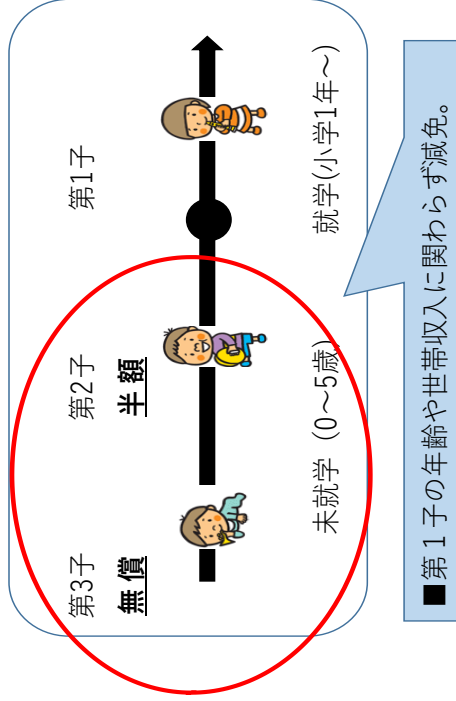 第3子
無償
第2子
半額
第1子
未就学（0～5歳）
就学(小学1年～)
■第１子の年齢や世帯収入に関わらず減免。